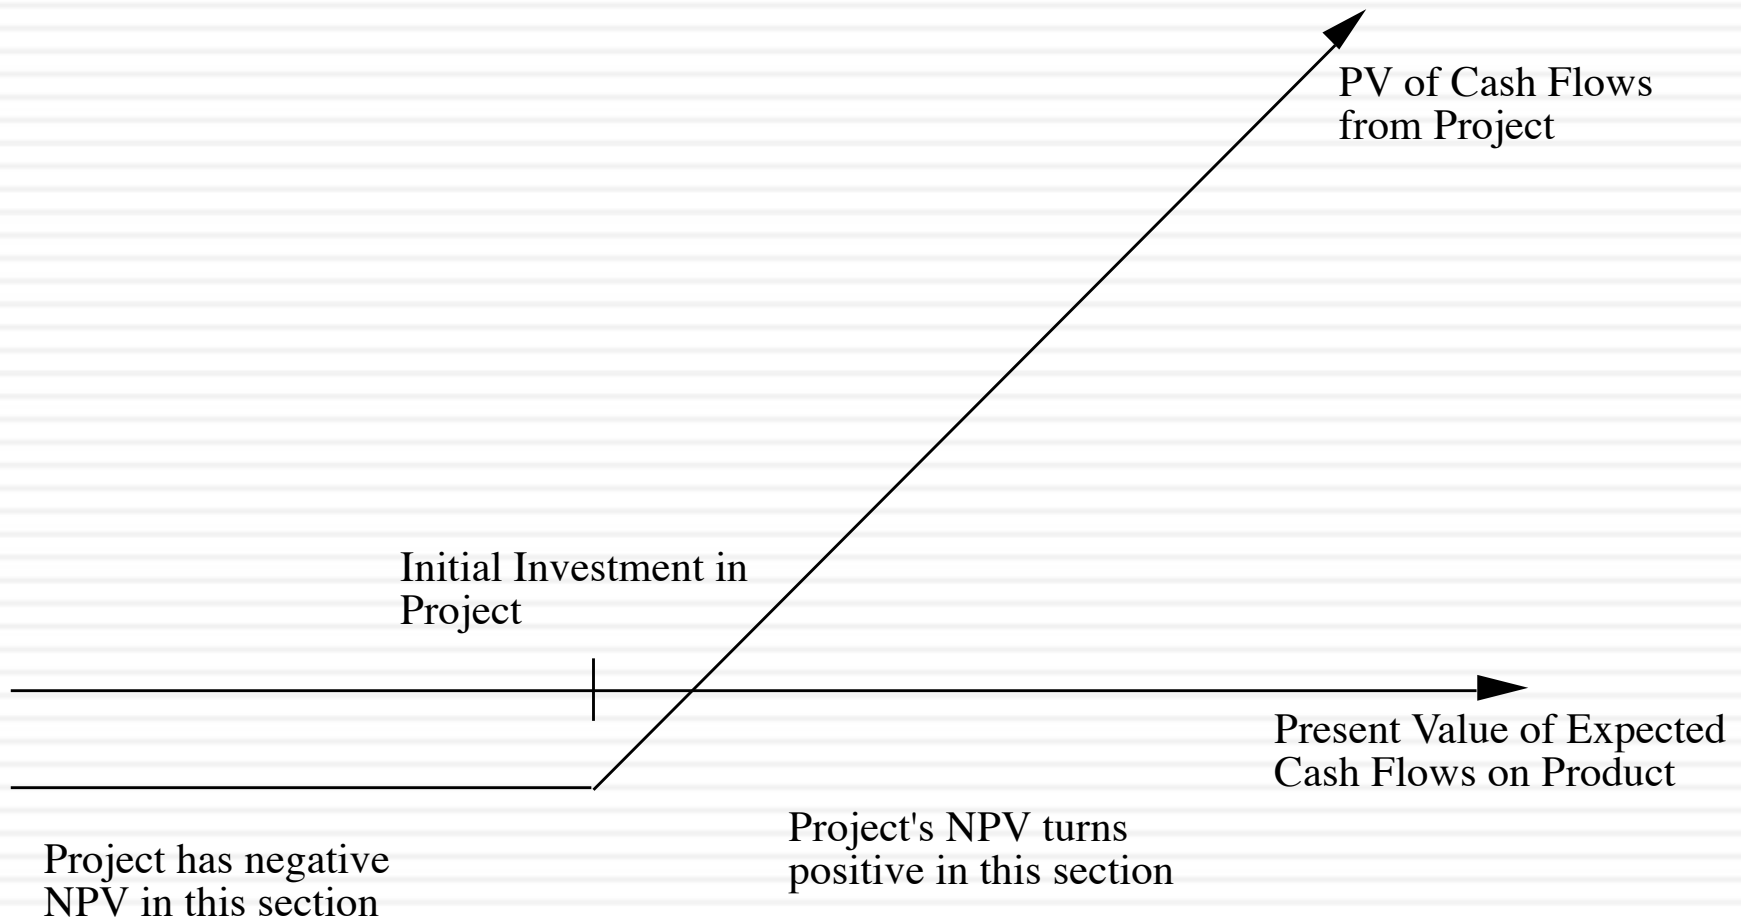 PV of Cash Flows
from Project
Initial Investment in
Project
Present Value of Expected
Cash Flows on Product
Project's NPV turns
positive in this section
Project has negative
NPV in this section